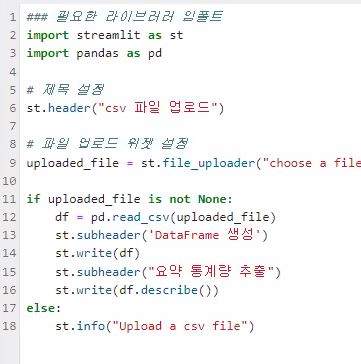 1 ### 필요한 라이브러러 임폴트
2 import streamlit as st
3 import pandas as pd
4
5 # 제목 설정
6 st.header("csv 파일 업로드")
7
8 # 파일 업로드 위젯 설정
9 uploaded_file = st.file_uploader("choose a file
10
11 if uploaded_file is not None:
12 df = pd.read_csv(uploaded_file)
13 st.subheader('DataFrame 생성')
14 st.write(df)
15 st.subheader("요약 통계량 추출")
16 st.write(df.describe())
17 else:
18 st.info("Upload a csv file")